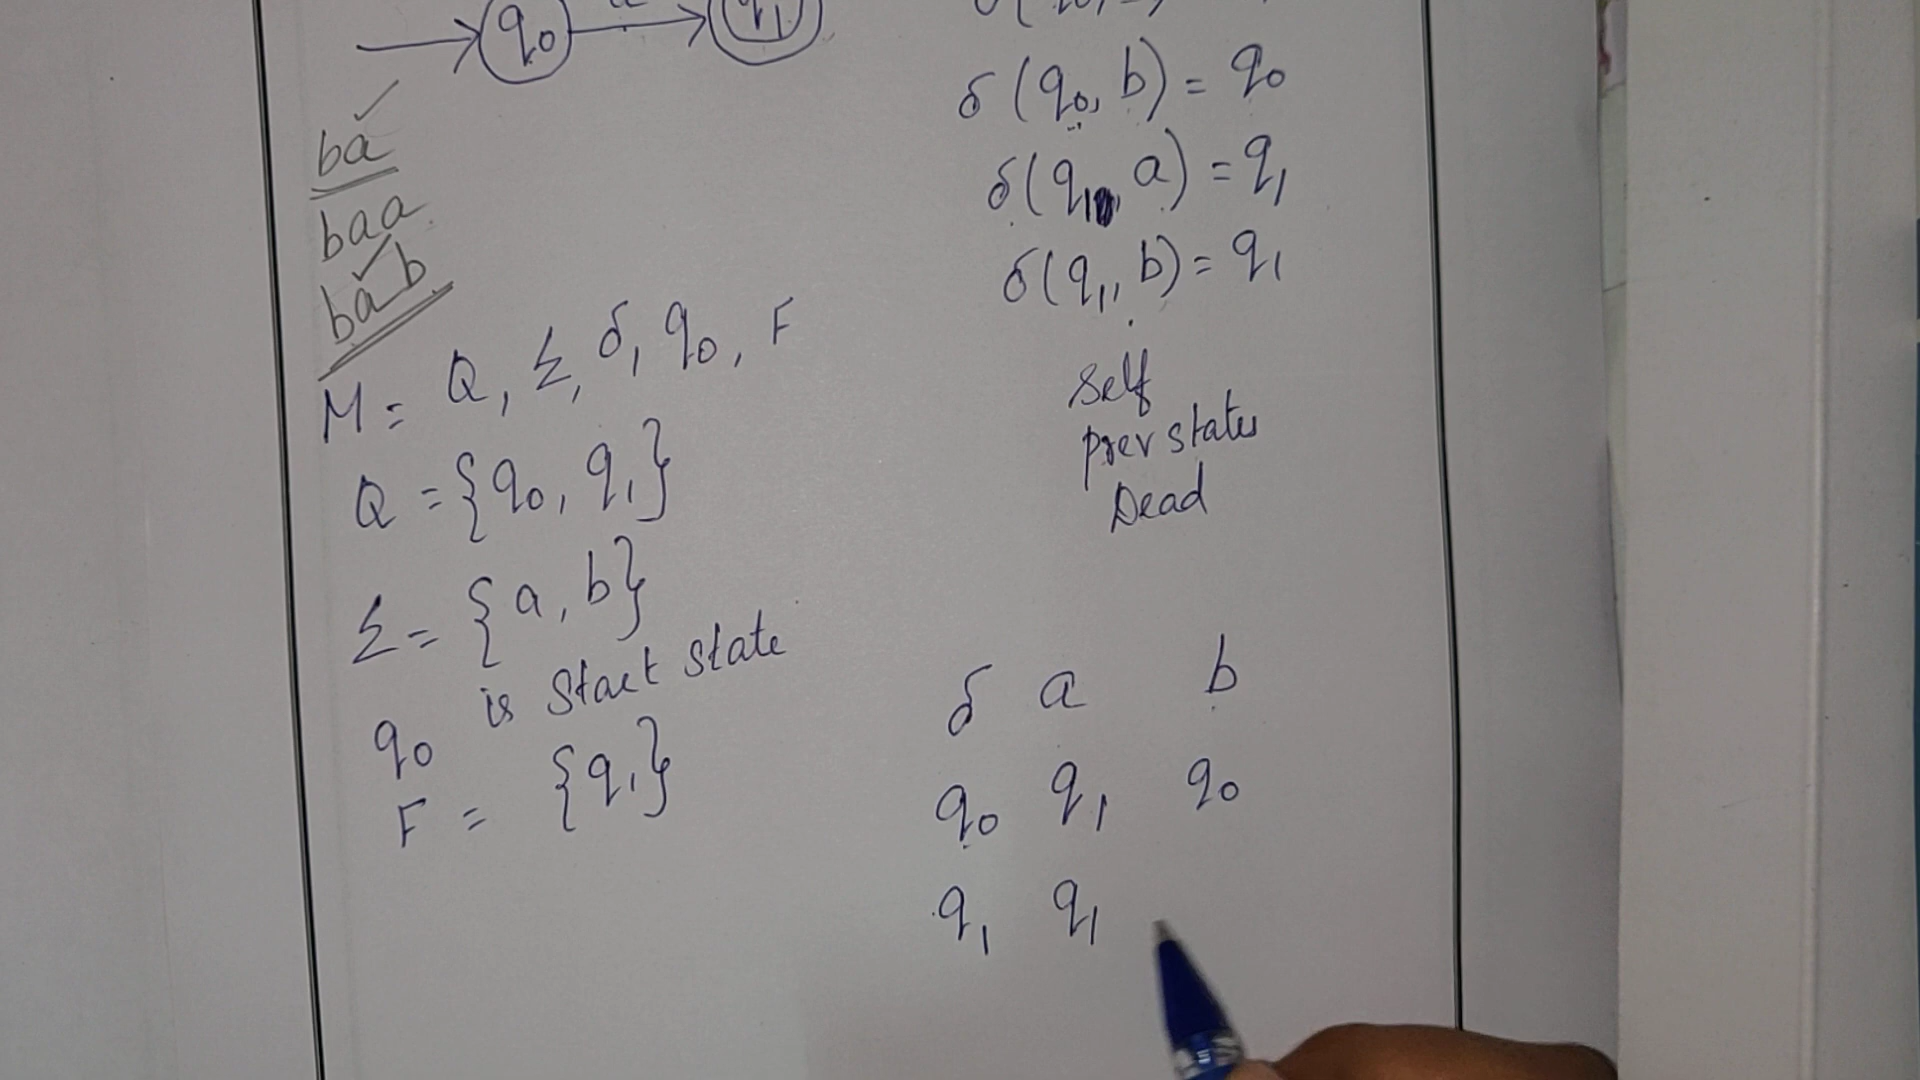 q0 a q1
δ(q0, b) = q0
δ(q1, a) = q1
δ(q1, b) = q1
ba
baa
bab
M = Q, Σ, δ, q0, F
Q = {q0, q1}
Σ = {a, b}
q0 is Start State
F = {q1}
Self
Prev states
Dead
δ a b
q0 q1 q0
q1 q1